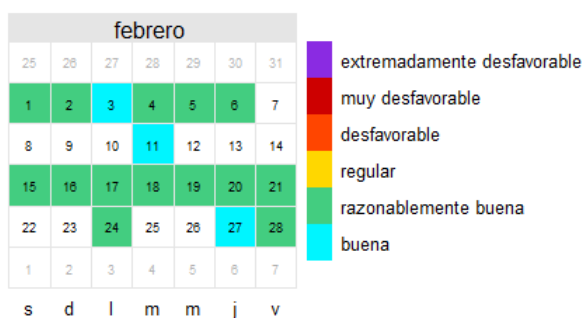 febrero
25 26 27 28 29 30 31
1 2 3 4 5 6 7
8 9 10 11 12 13 14
15 16 17 18 19 20 21
22 23 24 25 26 27 28
1 2 3 4 5 6 7
s d l m m j v
extremadamente desfavorable
muy desfavorable
desfavorable
regular
razonablemente buena
buena